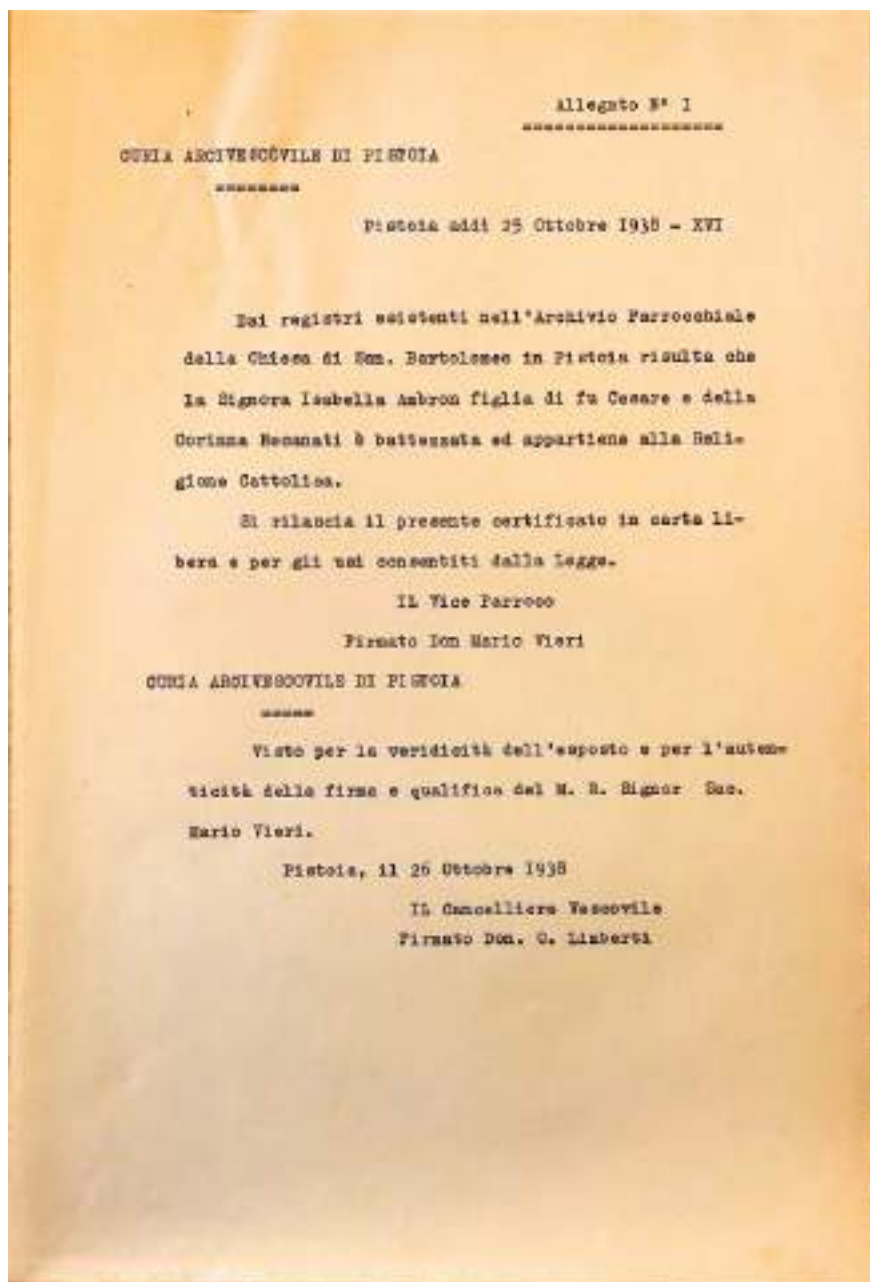 Allegato N° I
===================
CURIA ARCIVESCOVILE DI PISTOIA
========
Pistoia addì 25 Ottobre 1938 - XVI
Dai registri esistenti nell'Archivio Parrocchiale
della Chiesa di San. Bartolomeo in Pistoia risulta che
la Signora Isabella Ambron figlia di fu Cesare e della
Corinna Recanati è battezzata ed appartiene alla Reli-
gione Cattolica.
Si rilascia il presente certificato in carta li-
bera e per gli usi consentiti dalla Legge.
IL Vice Parroco
Firmato Don Mario Vieri
CURIA ARCIVESCOVILE DI PISTOIA
=====
Visto per la veridicità dell'esposto e per l'auten-
ticità della firma e qualifica del M. R. Signor Sac.
Mario Vieri.
Pistoia, il 26 Ottobre 1938
IL Cancelliere Vescovile
Firmato Don. C. Limberti